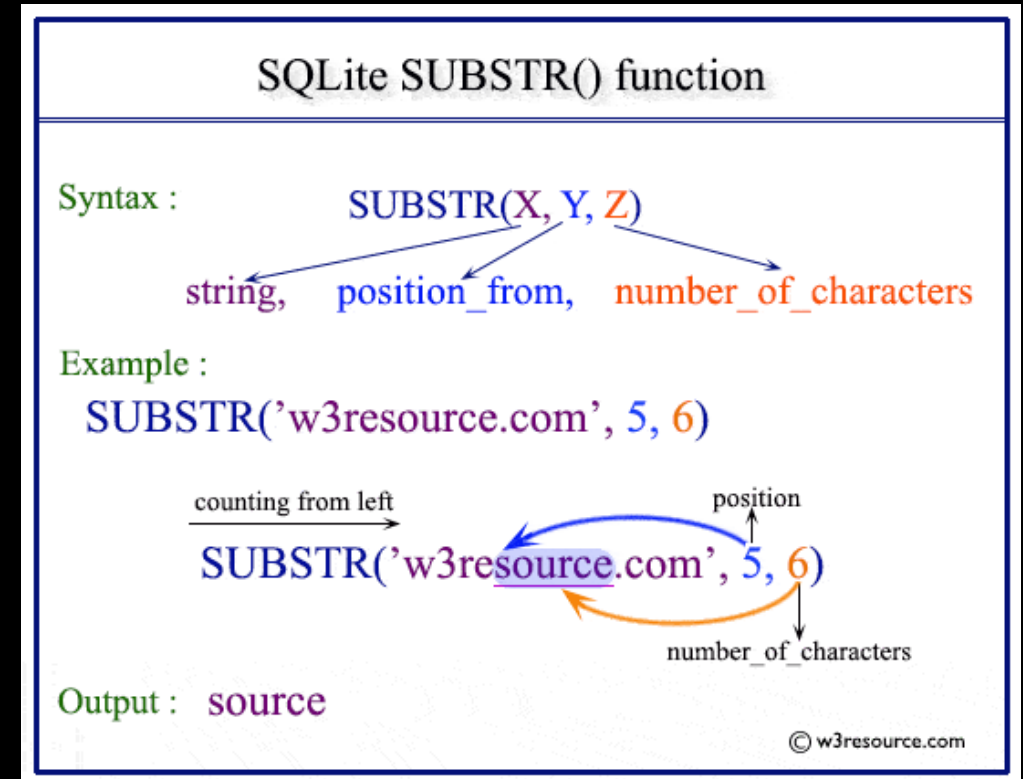 SQLite SUBSTR() function
Syntax :
SUBSTR(X, Y, Z)
string, position_from, number_of_characters
Example :
SUBSTR(’w3resource.com’, 5, 6)
counting from left
position
SUBSTR(’w3resource.com’, 5, 6)
number_of_characters
Output : source
© w3resource.com